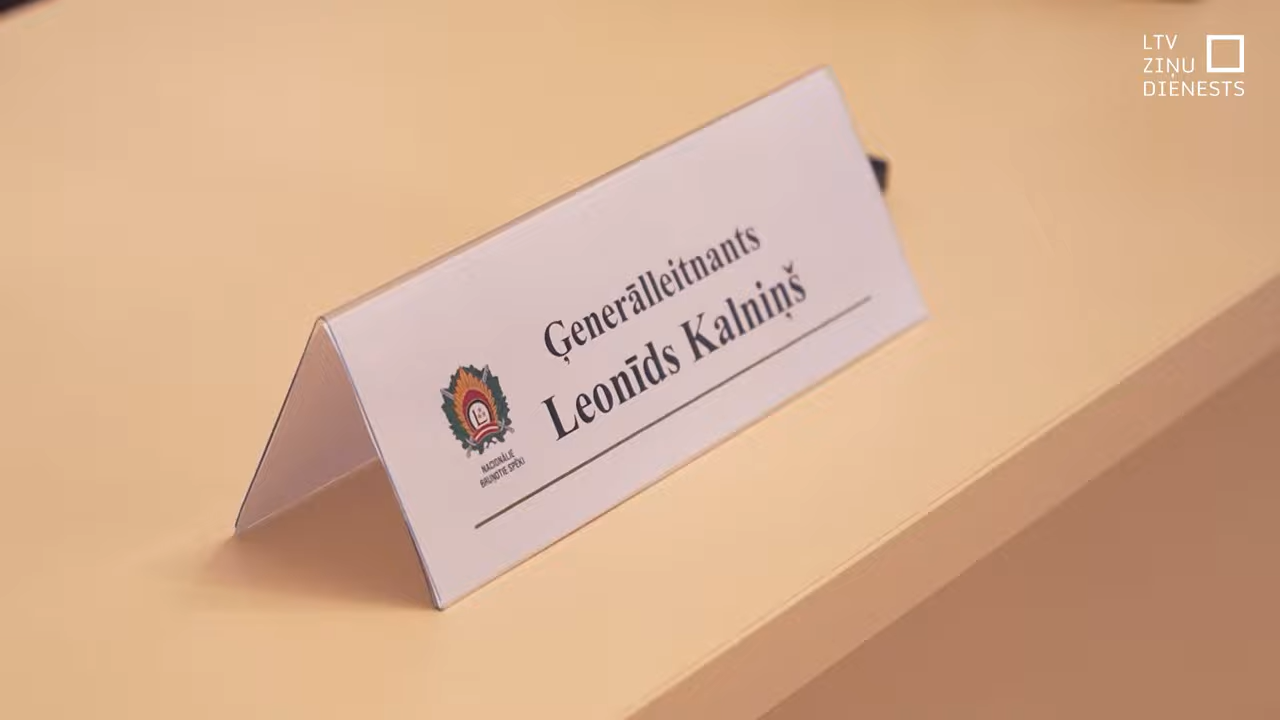 LTV
ZIŅU
DIENESTS
Ģenerālleitnants
Leonīds Kalniņš
NACIONĀLIE
BRUŅOTIE SPĒKI